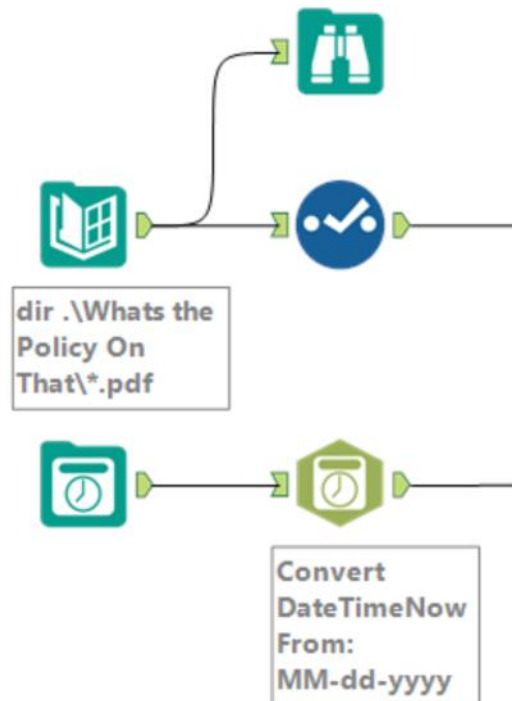 dir .\Whats the
Policy On
That\*.pdf
Convert
DateTimeNow
From:
MM-dd-yyyy